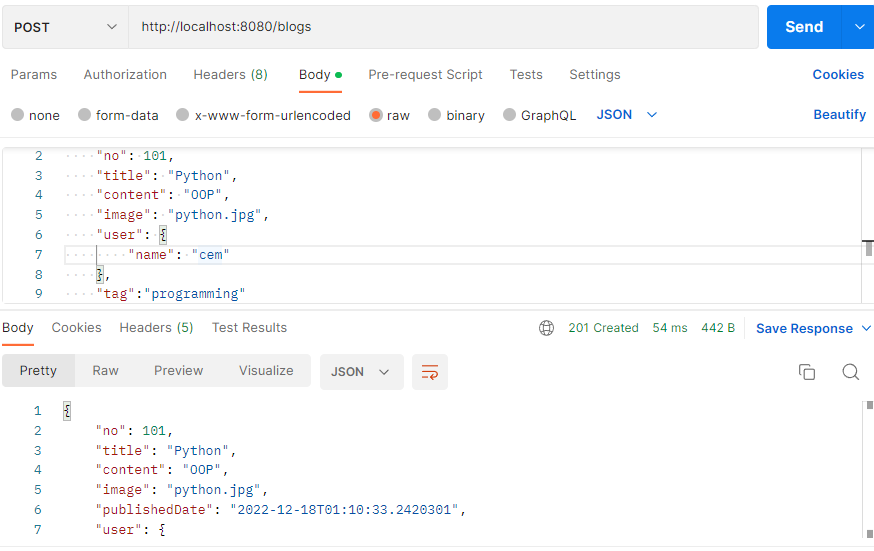 POST http://localhost:8080/blogs Send
Params Authorization Headers (8) Body Pre-request Script Tests Settings Cookies
none form-data x-www-form-urlencoded raw binary GraphQL JSON Beautify
2 "no": 101,
3 "title": "Python",
4 "content": "OOP",
5 "image": "python.jpg",
6 "user": {
7 "name": "cem"
8 },
9 "tag":"programming"
Body Cookies Headers (5) Test Results 201 Created 54 ms 442 B Save Response
Pretty Raw Preview Visualize JSON
1 {
2 "no": 101,
3 "title": "Python",
4 "content": "OOP",
5 "image": "python.jpg",
6 "publishedDate": "2022-12-18T01:10:33.2420301",
7 "user": {